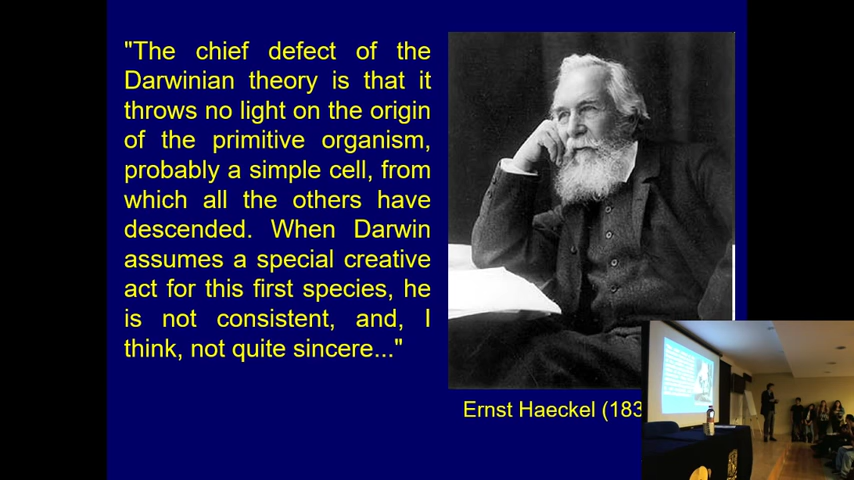 "The chief defect of the
Darwinian theory is that it
throws no light on the origin
of the primitive organism,
probably a simple cell, from
which all the others have
descended. When Darwin
assumes a special creative
act for this first species, he
is not consistent, and, I
think, not quite sincere..."
Ernst Haeckel (183